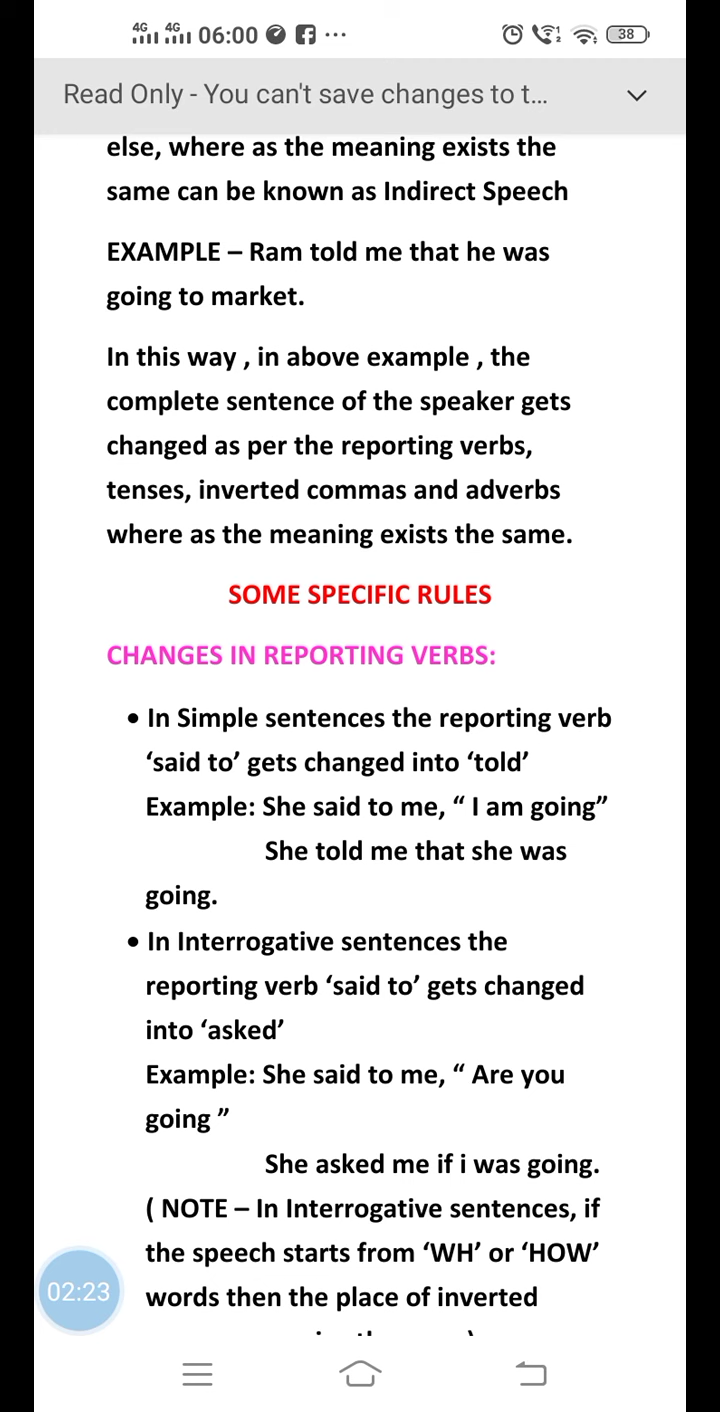 4G 4G 06:00 ... 1 2 38
Read Only - You can't save changes to t...
else, where as the meaning exists the
same can be known as Indirect Speech
EXAMPLE – Ram told me that he was
going to market.
In this way , in above example , the
complete sentence of the speaker gets
changed as per the reporting verbs,
tenses, inverted commas and adverbs
where as the meaning exists the same.
SOME SPECIFIC RULES
CHANGES IN REPORTING VERBS:
• In Simple sentences the reporting verb
‘said to’ gets changed into ‘told’
Example: She said to me, “ I am going”
She told me that she was
going.
• In Interrogative sentences the
reporting verb ‘said to’ gets changed
into ‘asked’
Example: She said to me, “ Are you
going ”
She asked me if i was going.
( NOTE – In Interrogative sentences, if
the speech starts from ‘WH’ or ‘HOW’
02:23
words then the place of inverted